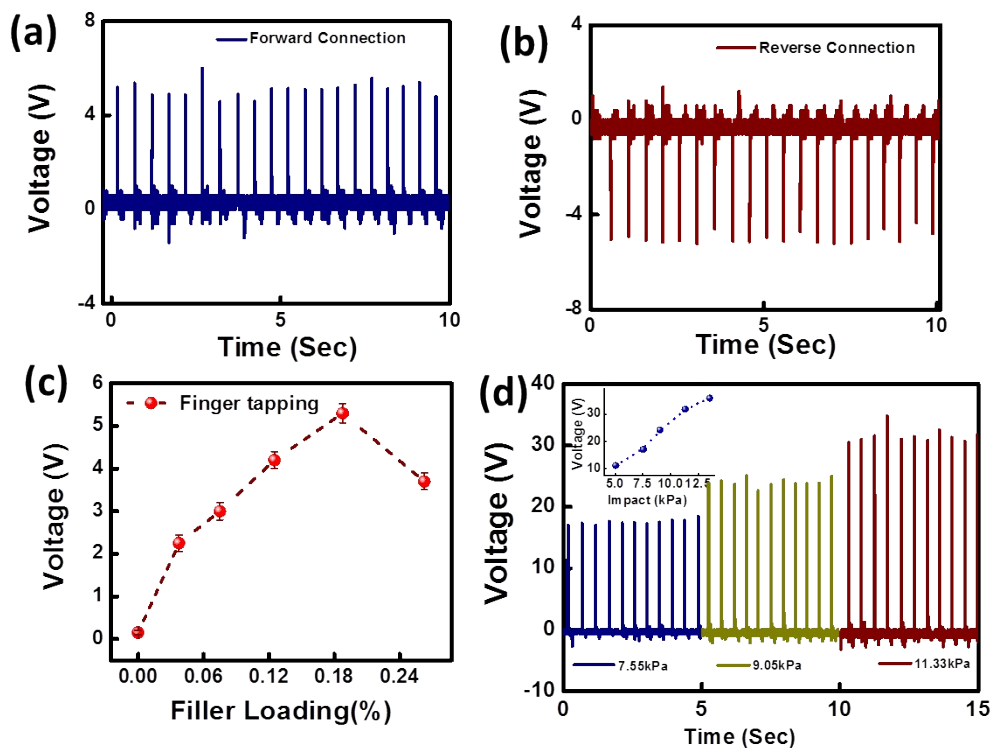 (a)
Forward Connection
8
4
0
-4
Voltage (V)
0
5
10
Time (Sec)
(b)
Reverse Connection
4
0
-4
-8
Voltage (V)
0
5
10
Time (Sec)
(c)
Finger tapping
6
5
4
3
2
1
0
Voltage (V)
0.00 0.06 0.12 0.18 0.24
Filler Loading(%)
(d)
40
30
20
10
0
-10
Voltage (V)
30
20
10
Voltage (V)
5.0 7.5 10.0 12.5
Impact (kPa)
7.55kPa
9.05kPa
11.33kPa
0
5
10
15
Time (Sec)